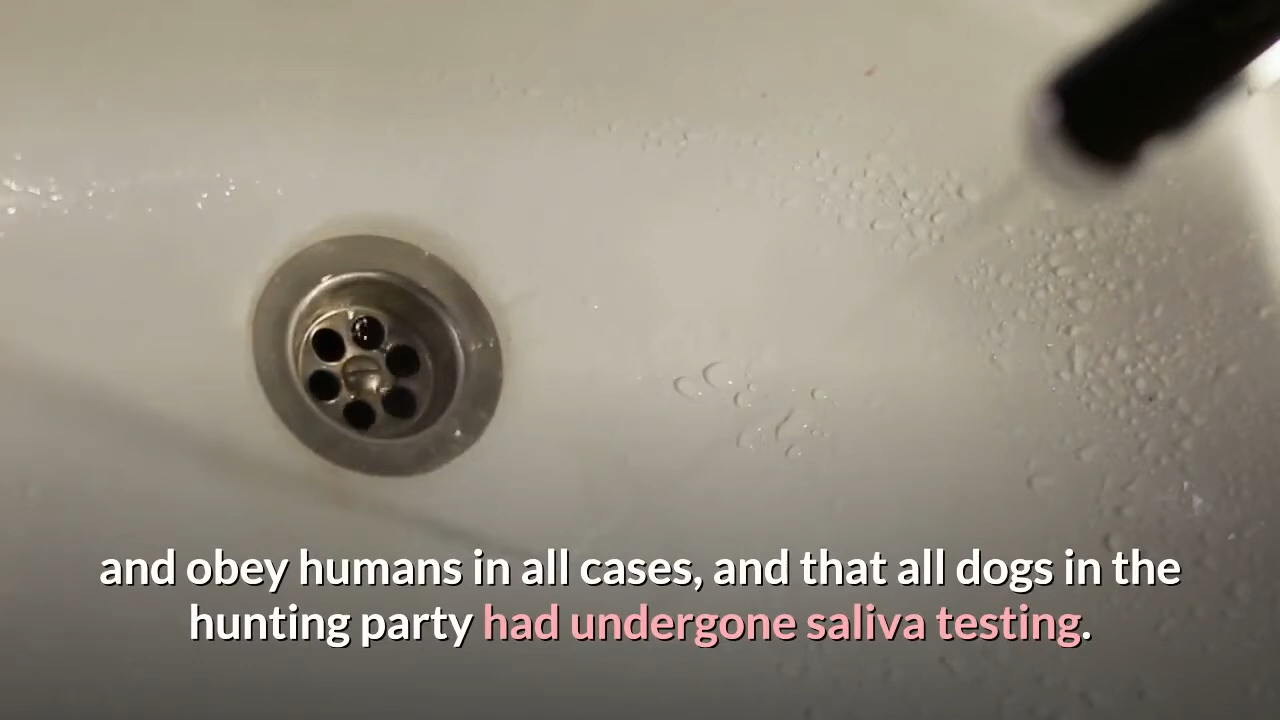 and obey humans in all cases, and that all dogs in the
hunting party had undergone saliva testing.